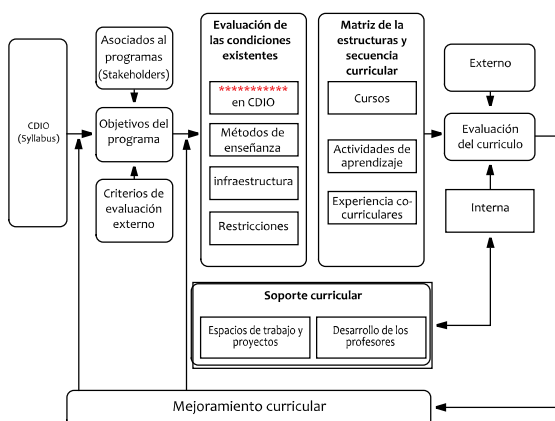 CDIO
(Syllabus)
Asociados al
programas
(Stakeholders)
Objetivos del
programa
Criterios de
evaluación
externo
Evaluación de
las condiciones
existentes
***********
en CDIO
Métodos de
enseñanza
infraestructura
Restricciones
Matriz de la
estructuras y
secuencia
curricular
Cursos
Actividades de
aprendizaje
Experiencia co-
curriculares
Externo
Evaluación
del curriculo
Interna
Soporte curricular
Espacios de trabajo y
proyectos
Desarrollo de los
profesores
Mejoramiento curricular